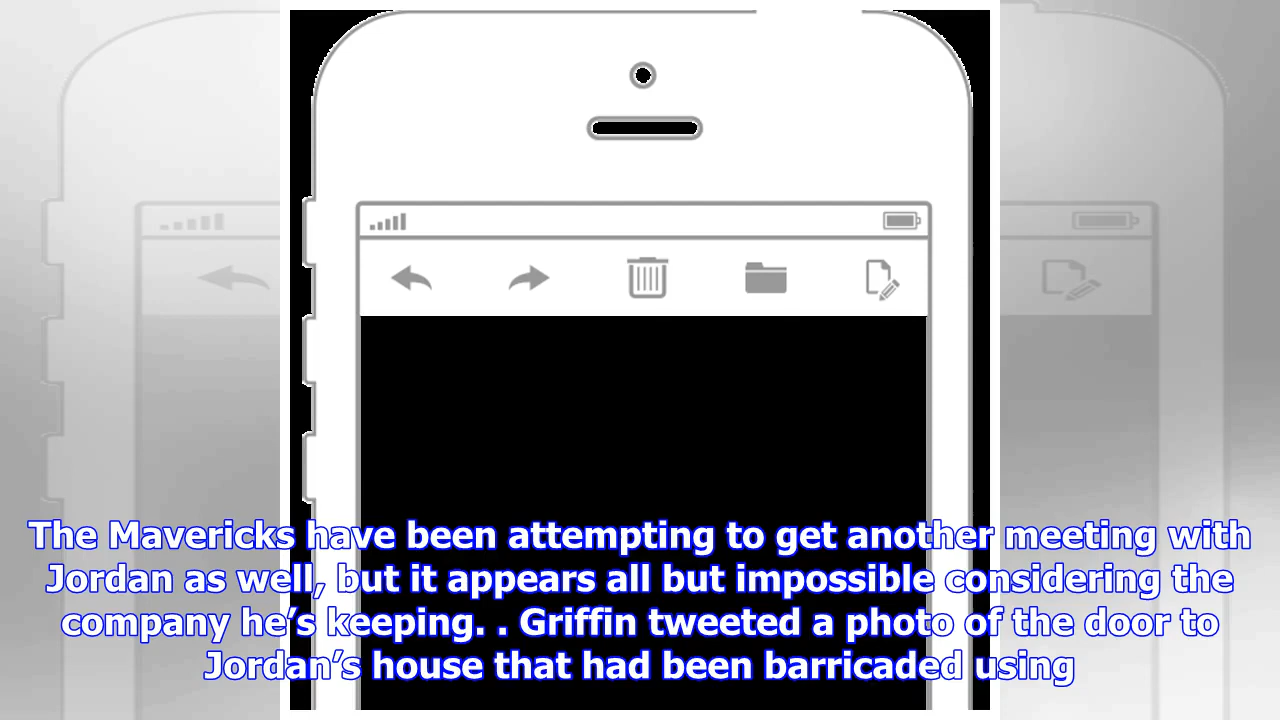 The Mavericks have been attempting to get another meeting with
Jordan as well, but it appears all but impossible considering the
company he’s keeping. . Griffin tweeted a photo of the door to
Jordan’s house that had been barricaded using